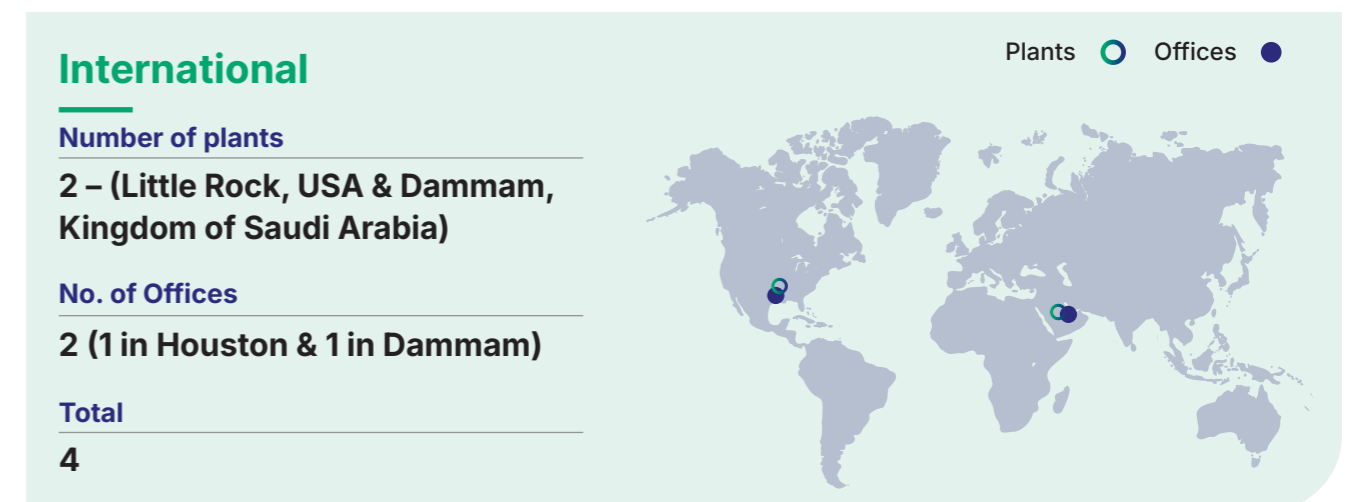 International
Number of plants
2 – (Little Rock, USA & Dammam,
Kingdom of Saudi Arabia)
No. of Offices
2 (1 in Houston & 1 in Dammam)
Total
4
Plants Offices